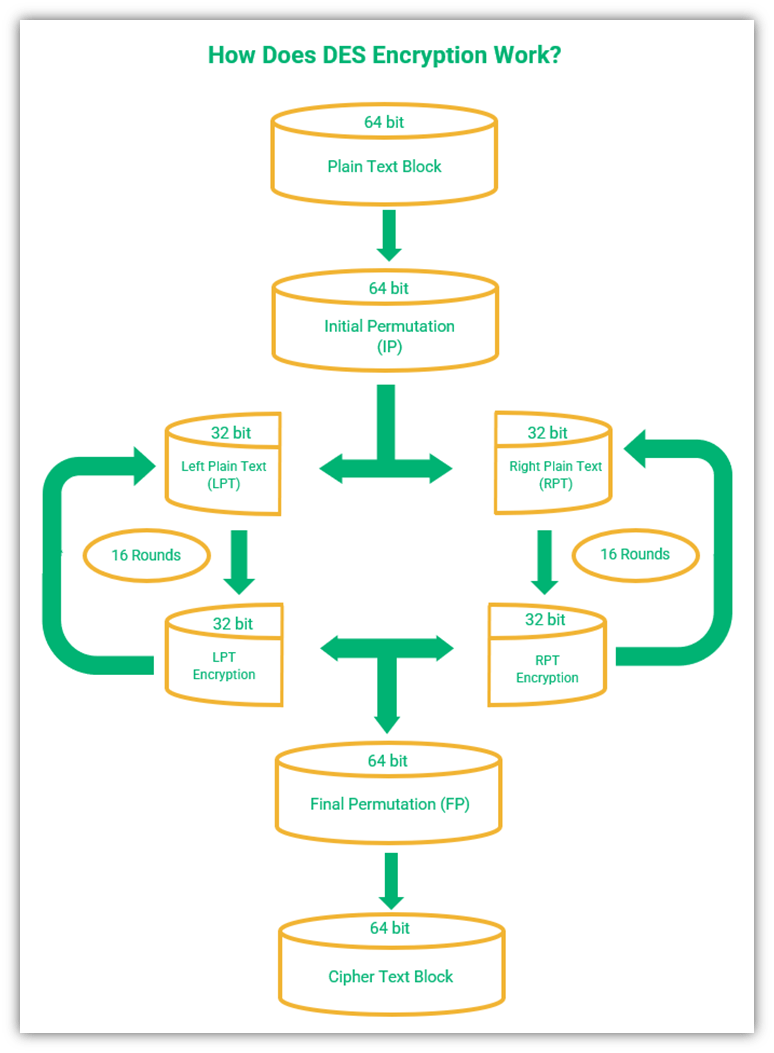 How Does DES Encryption Work?
64 bit
Plain Text Block
64 bit
Initial Permutation
(IP)
32 bit
Left Plain Text
(LPT)
32 bit
Right Plain Text
(RPT)
16 Rounds
16 Rounds
32 bit
LPT
Encryption
32 bit
RPT
Encryption
64 bit
Final Permutation (FP)
64 bit
Cipher Text Block